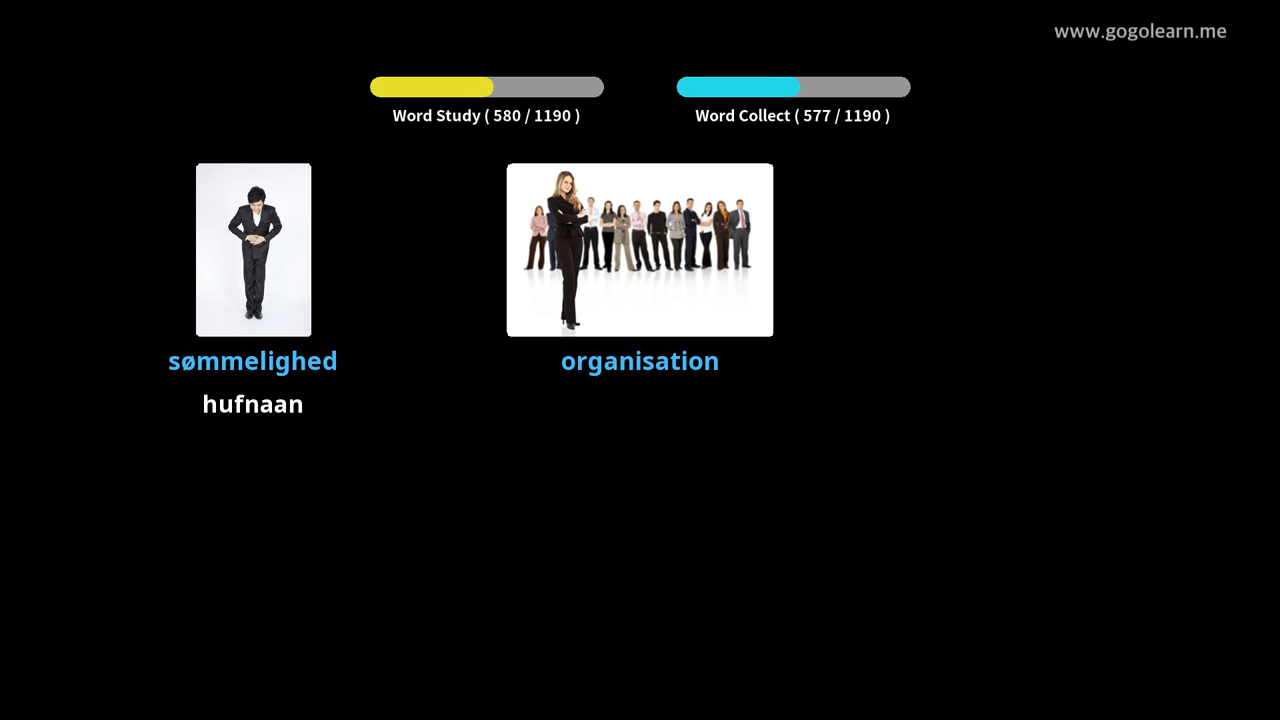 www.gogolearn.me
Word Study ( 580 / 1190 )
Word Collect ( 577 / 1190 )
sømmelighed
organisation
hufnaan